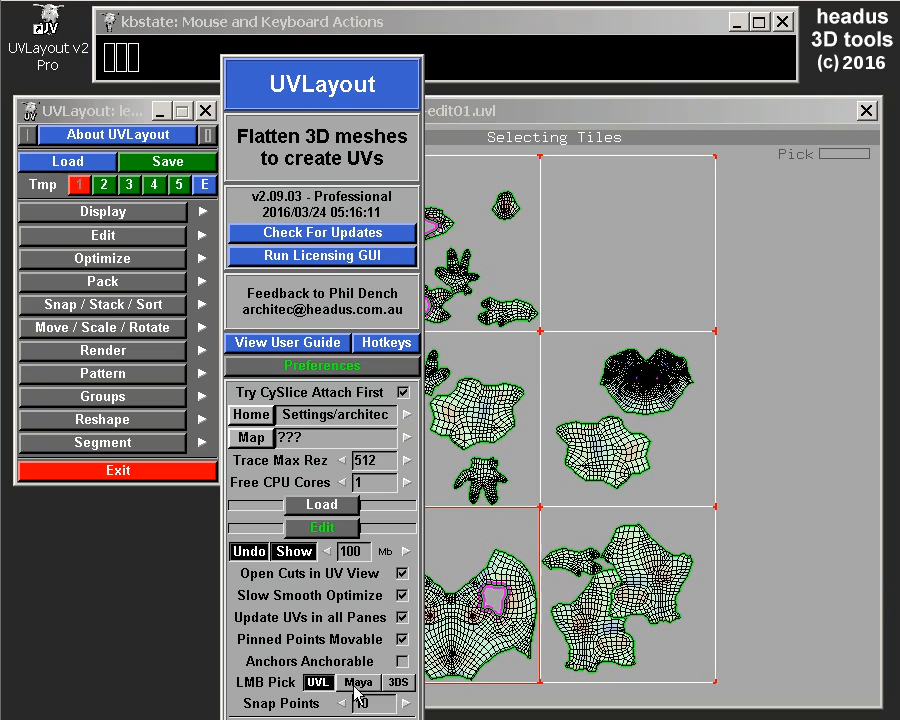 UV
UVLayout v2
Pro
kbstate: Mouse and Keyboard Actions
headus
3D tools
(c) 2016
UVLayout: le...
About UVLayout
Load Save
Tmp 1 2 3 4 5 E
Display
Edit
Optimize
Pack
Snap / Stack / Sort
Move / Scale / Rotate
Render
Pattern
Groups
Reshape
Segment
Exit
UVLayout
Flatten 3D meshes
to create UVs
v2.09.03 - Professional
2016/03/24 05:16:11
Check For Updates
Run Licensing GUI
Feedback to Phil Dench
architec@headus.com.au
View User Guide Hotkeys
Preferences
Try CySlice Attach First
Home Settings/architec
Map ???
Trace Max Rez 512
Free CPU Cores 1
Load
Edit
Undo Show 100 Mb
Open Cuts in UV View
Slow Smooth Optimize
Update UVs in all Panes
Pinned Points Movable
Anchors Anchorable
LMB Pick UVL Maya 3DS
Snap Points
-edit01.uvl
Selecting Tiles
Pick